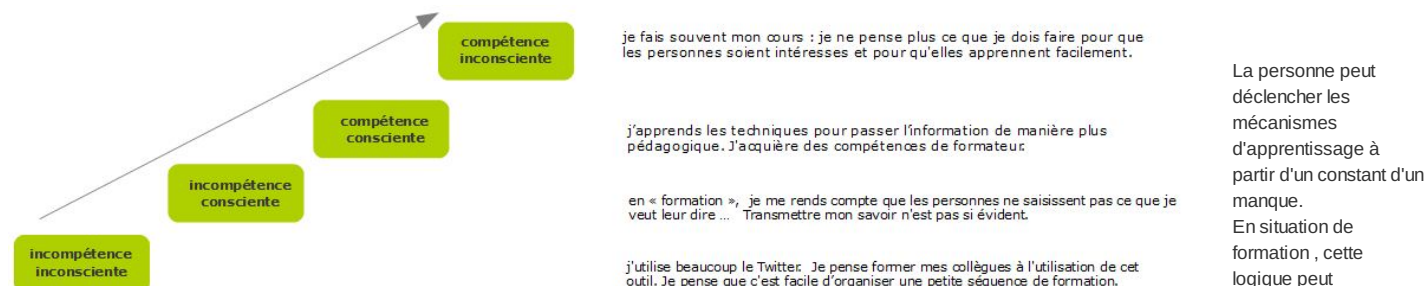 compétence
inconsciente
je fais souvent mon cours : je ne pense plus ce que je dois faire pour que
les personnes soient intéresses et pour qu'elles apprennent facilement.
compétence
consciente
j'apprends les techniques pour passer l'information de manière plus
pédagogique. J'acquière des compétences de formateur.
incompétence
consciente
en « formation », je me rends compte que les personnes ne saisissent pas ce que je
veut leur dire ... Transmettre mon savoir n'est pas si évident.
incompétence
inconsciente
j'utilise beaucoup le Twitter. Je pense former mes collègues à l'utilisation de cet
outil. Je pense que c'est facile d'organiser une petite séquence de formation.
La personne peut
déclencher les
mécanismes
d'apprentissage à
partir d'un constant d'un
manque.
En situation de
formation , cette
logique peut